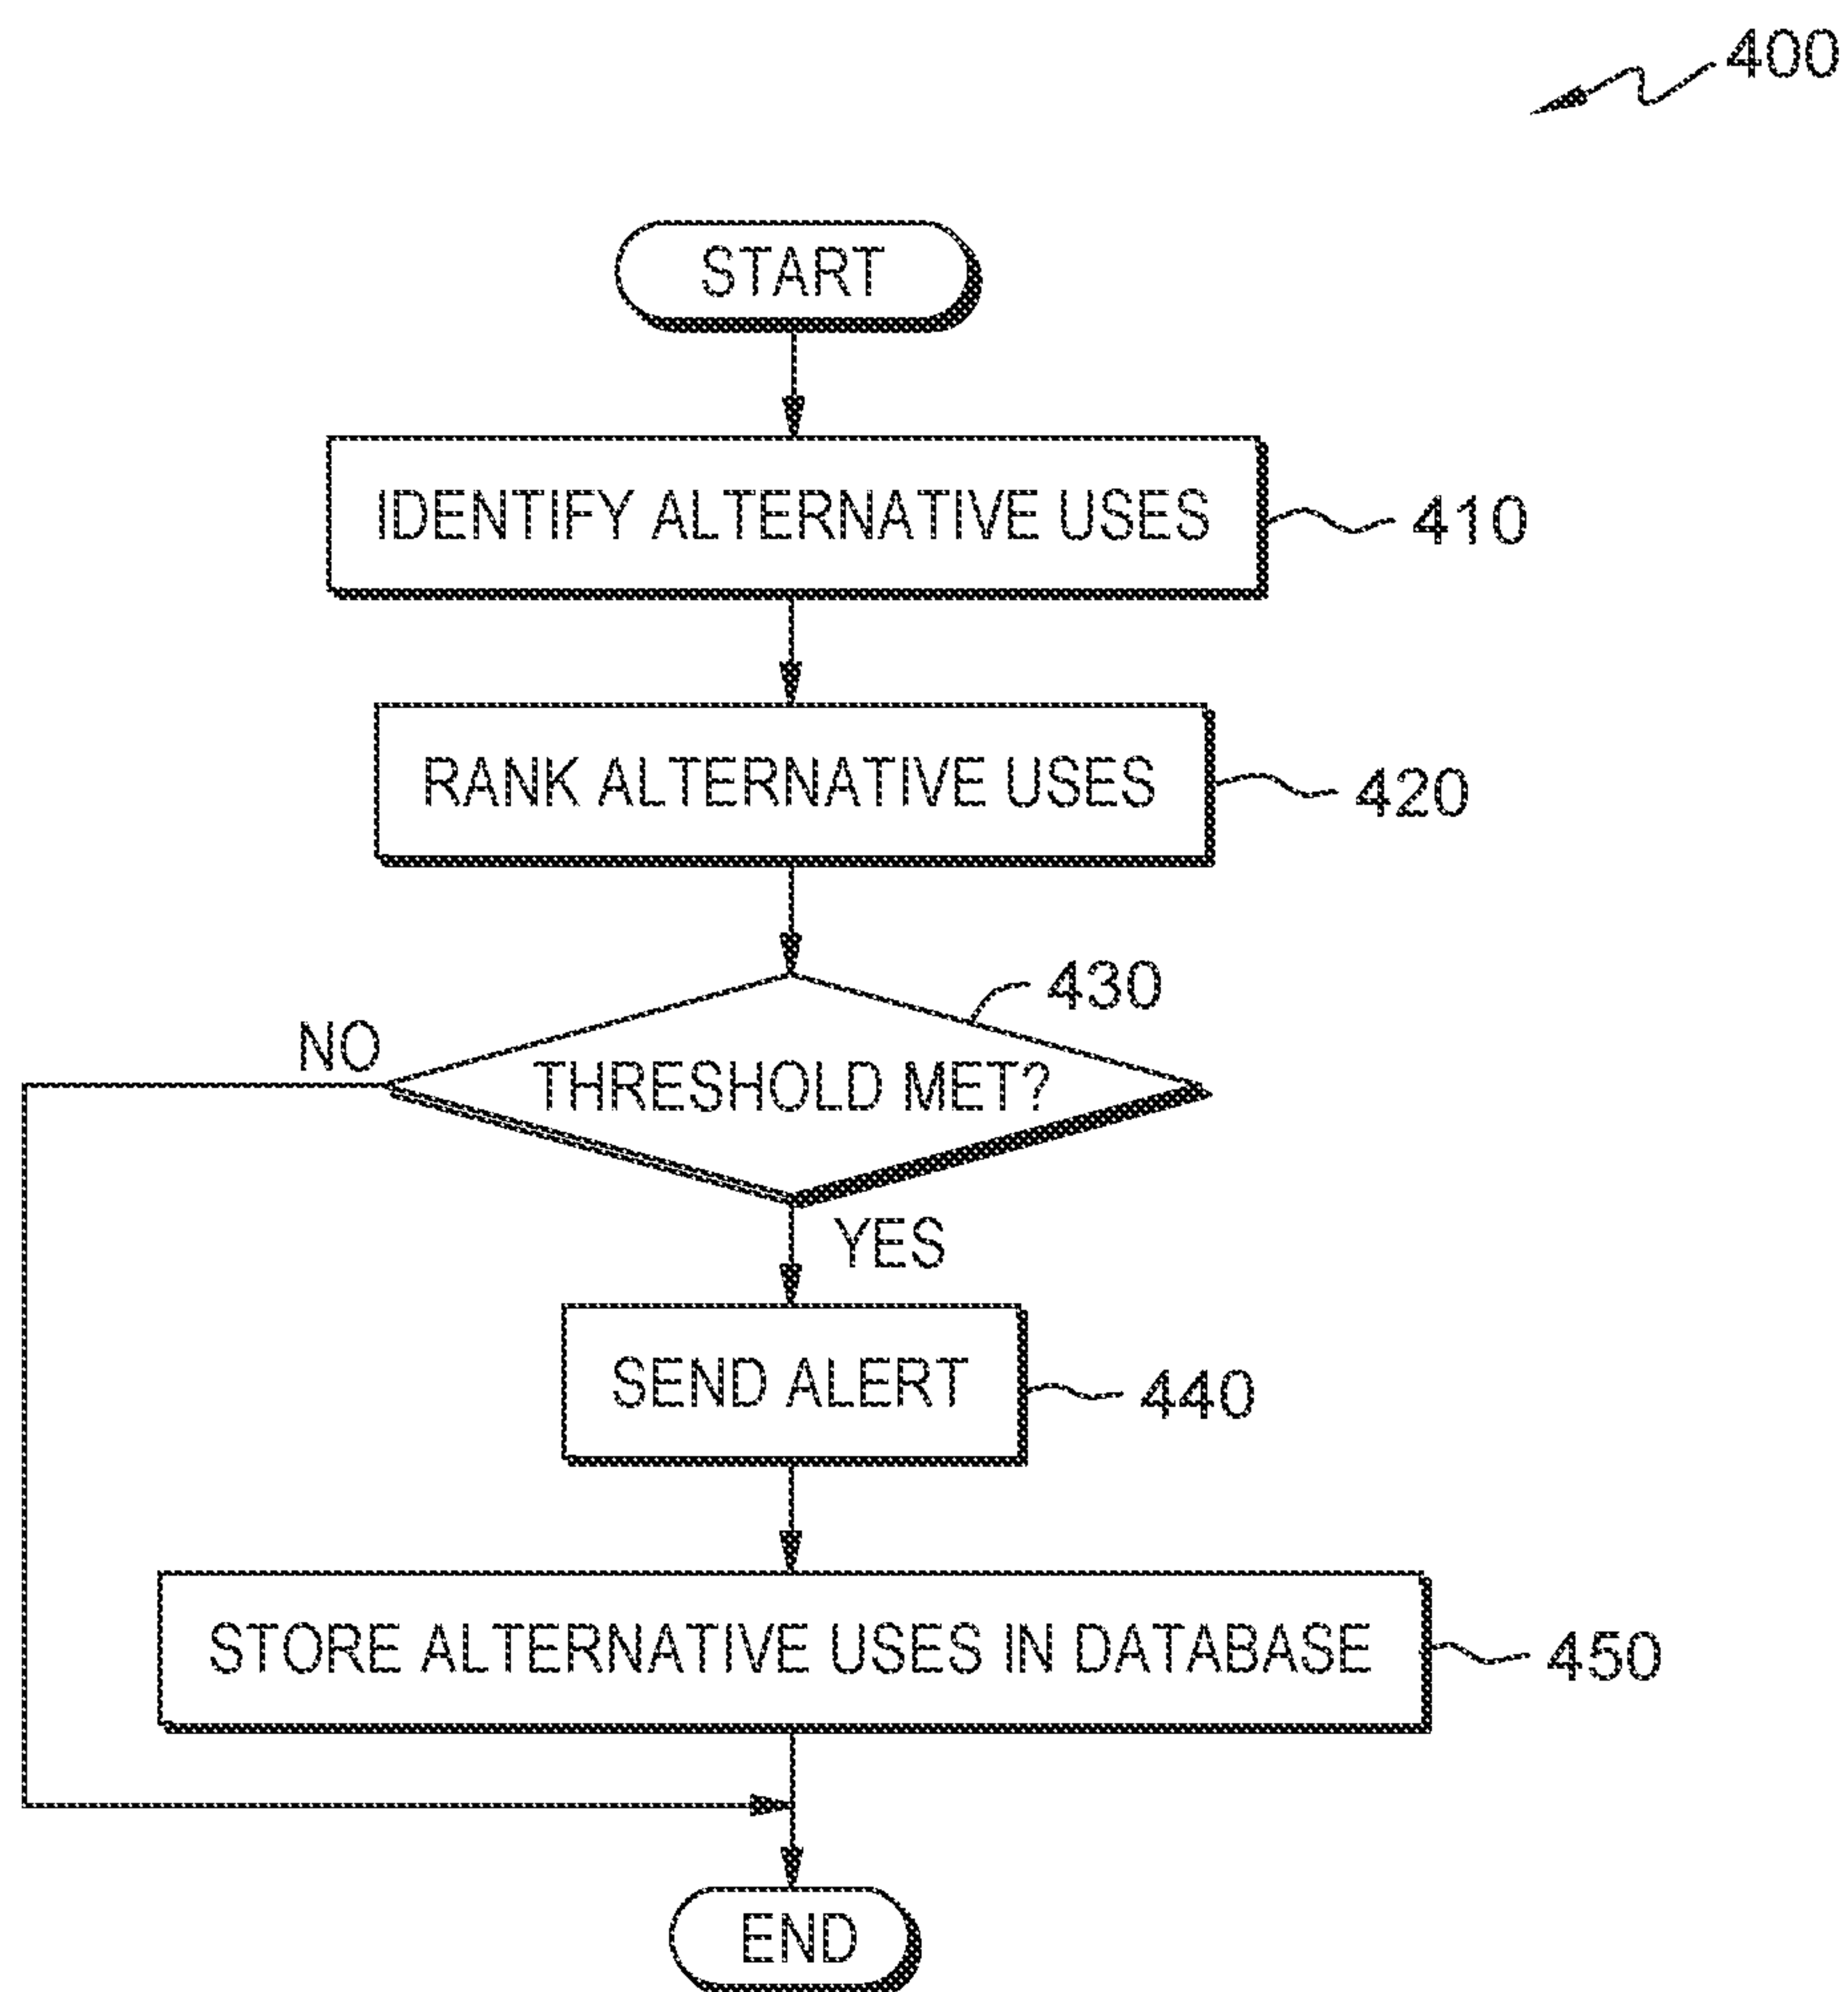 400
START
IDENTIFY ALTERNATIVE USES
410
RANK ALTERNATIVE USES
420
430
NO
THRESHOLD MET?
YES
SEND ALERT
440
STORE ALTERNATIVE USES IN DATABASE
450
END